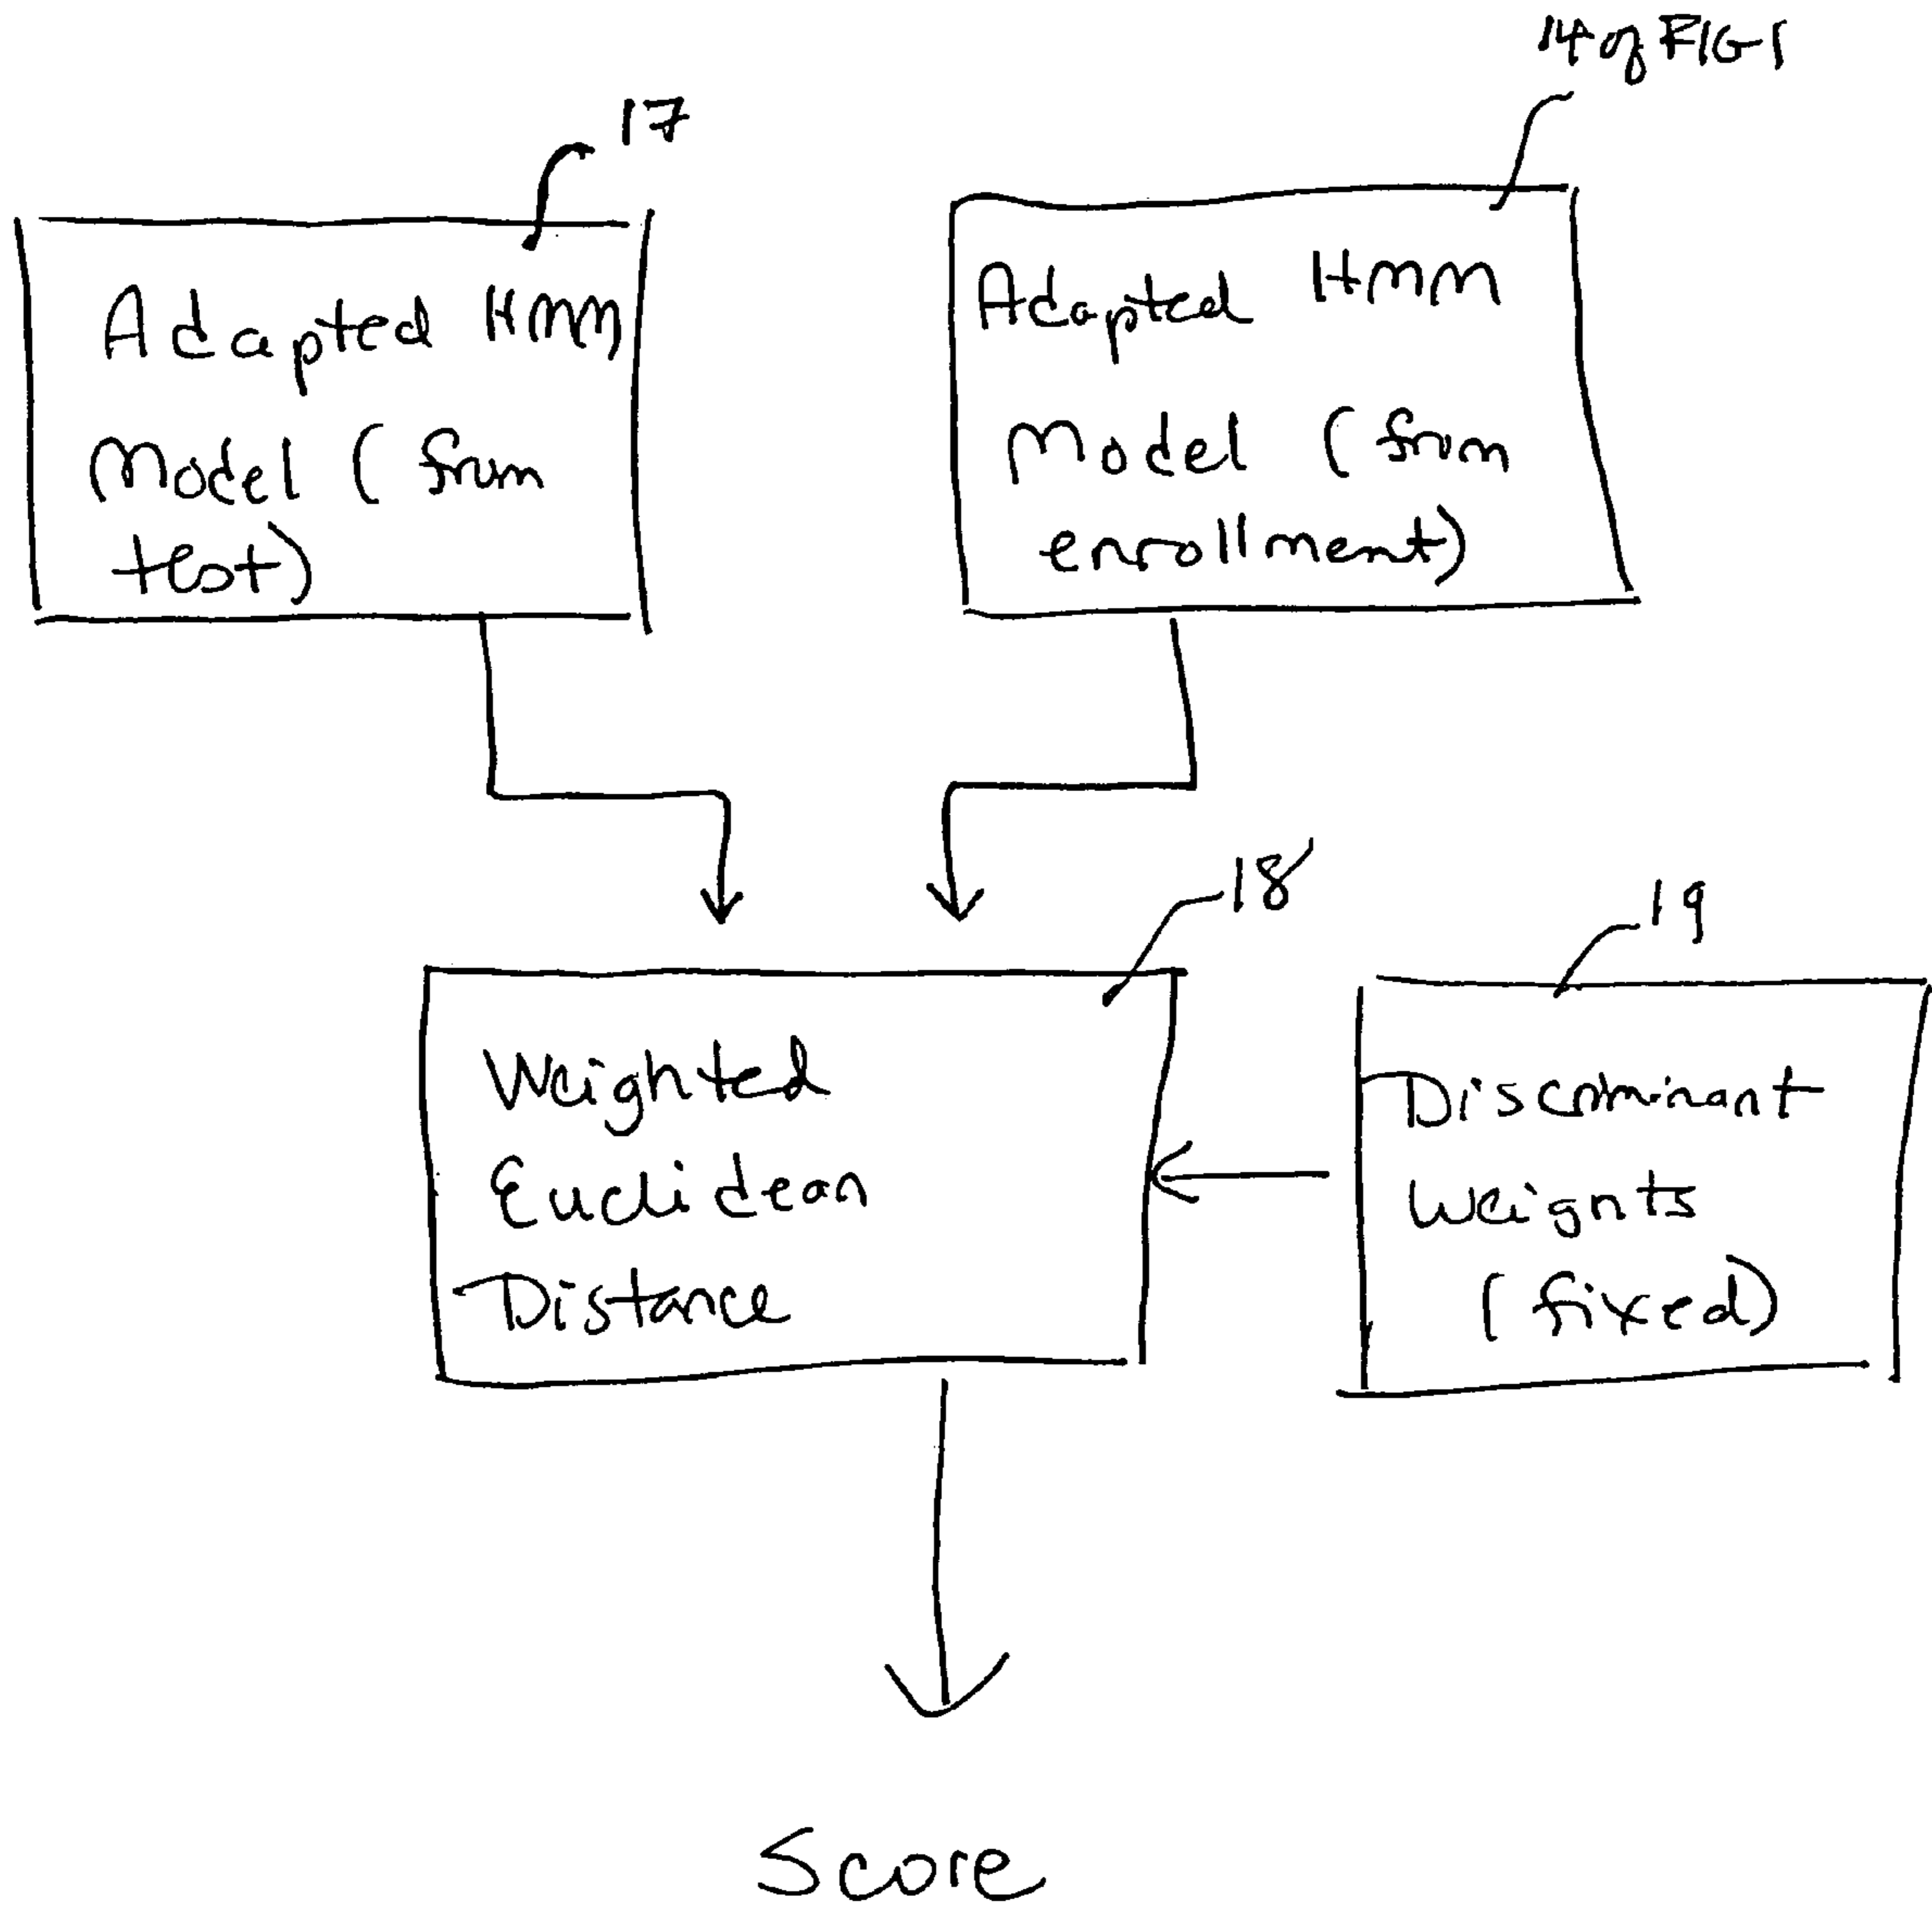 14 of FIG 1
17
Adapted HMM
Model (from
test)
Adapted HMM
Model (from
enrollment)
18
19
Weighted
Euclidean
Distance
Discriminant
Weights
(fixed)
Score